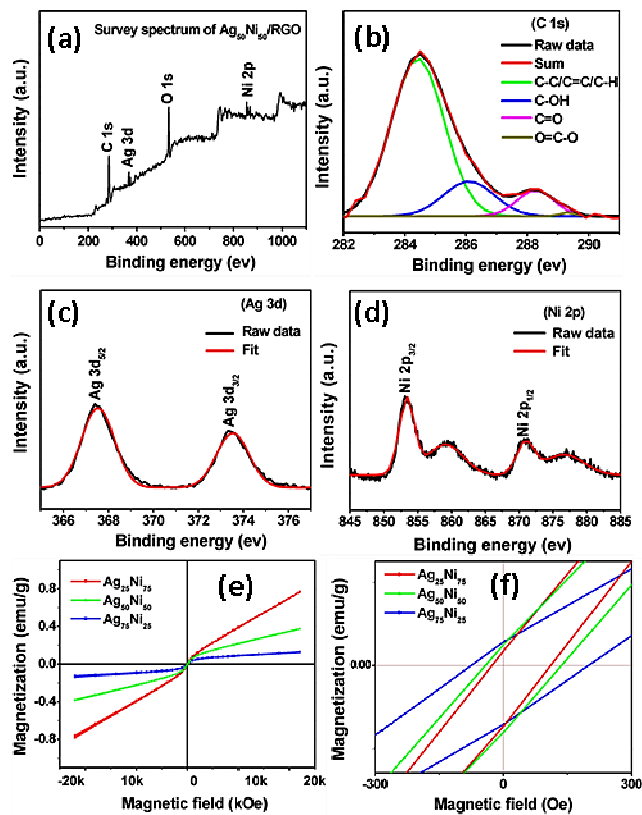 (a)
Survey spectrum of Ag50Ni50/RGO
C 1s
Ag 3d
O 1s
Ni 2p
Intensity (a.u.)
0 200 400 600 800 1000
Binding energy (ev)
(b)
(C 1s)
Raw data
Sum
C-C/C=C/C-H
C-OH
C=O
O=C-O
Intensity (a.u.)
282 284 286 288 290
Binding energy (ev)
(c)
(Ag 3d)
Raw data
Fit
Ag 3d5/2
Ag 3d3/2
Intensity (a.u.)
366 368 370 372 374 376
Binding energy (ev)
(d)
(Ni 2p)
Raw data
Fit
Ni 2p3/2
Ni 2p1/2
Intensity (a.u.)
845 855 860 865 870 875 880 885
Binding energy (ev)
(e)
Ag25Ni75
Ag50Ni50
Ag75Ni25
Magnetization (emu/g)
0.8
0.4
0.0
-0.4
-0.8
-20k -10k 0 10k 20k
Magnetic field (kOe)
(f)
Ag25Ni75
Ag50Ni50
Ag75Ni25
Magnetization (emu/g)
0.00
-300 0 300
Magnetic field (Oe)